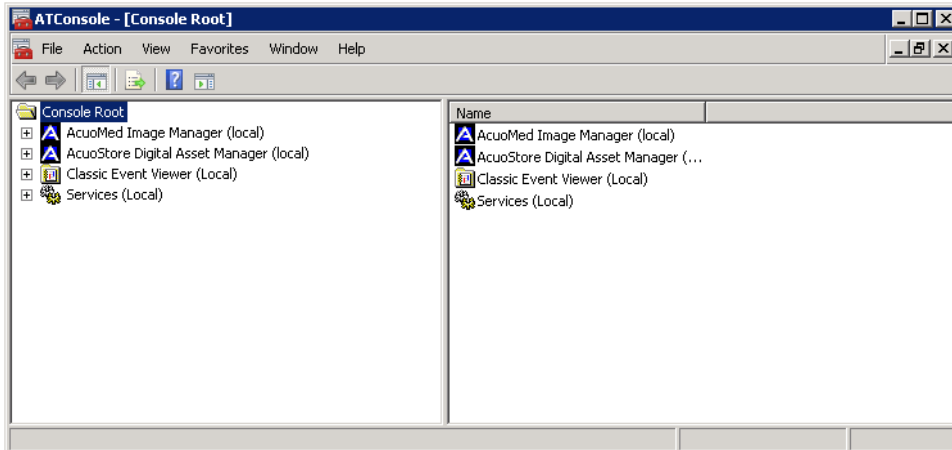 ATConsole - [Console Root]
File Action View Favorites Window Help
Console Root
AcuoMed Image Manager (local)
AcuoStore Digital Asset Manager (local)
Classic Event Viewer (Local)
Services (Local)
Name
AcuoMed Image Manager (local)
AcuoStore Digital Asset Manager (...
Classic Event Viewer (Local)
Services (Local)